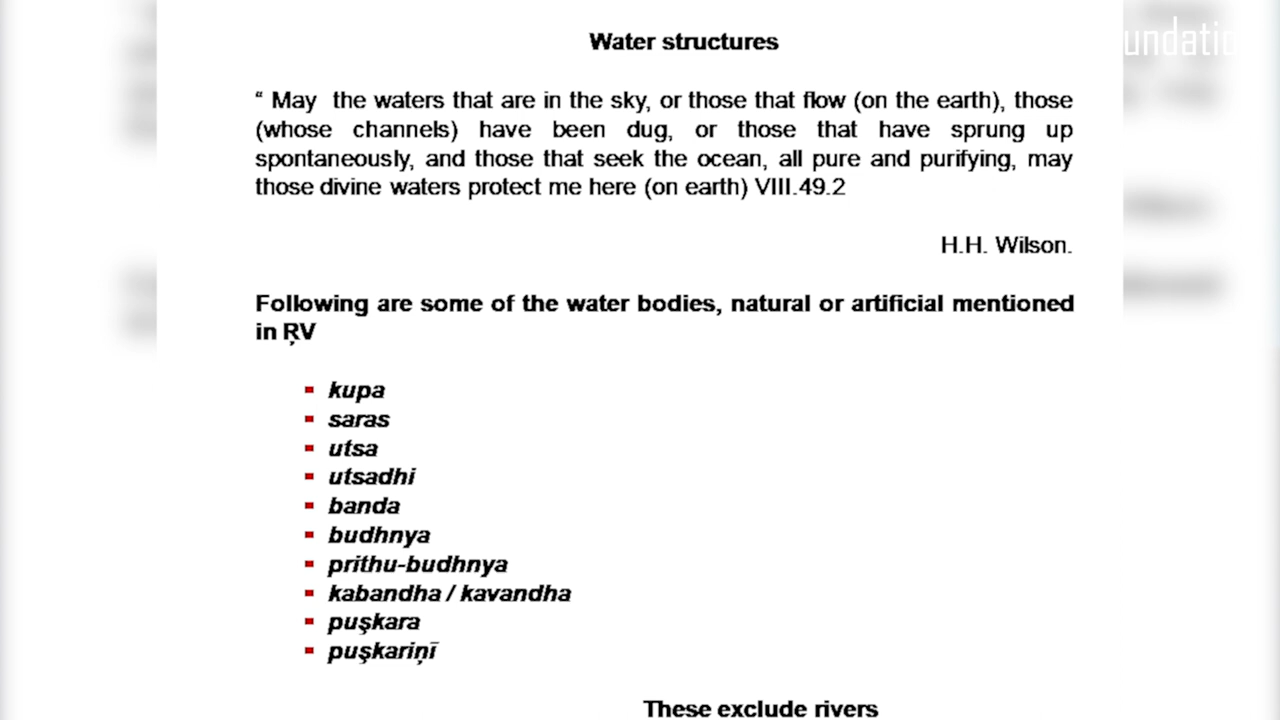 undatio
Water structures
“ May the waters that are in the sky, or those that flow (on the earth), those
(whose channels) have been dug, or those that have sprung up
spontaneously, and those that seek the ocean, all pure and purifying, may
those divine waters protect me here (on earth) VIII.49.2
H.H. Wilson.
Following are some of the water bodies, natural or artificial mentioned
in ṚV
▪ kupa
▪ saras
▪ utsa
▪ utsadhi
▪ banda
▪ budhnya
▪ prithu-budhnya
▪ kabandha / kavandha
▪ puşkara
▪ puşkariṇī
These exclude rivers